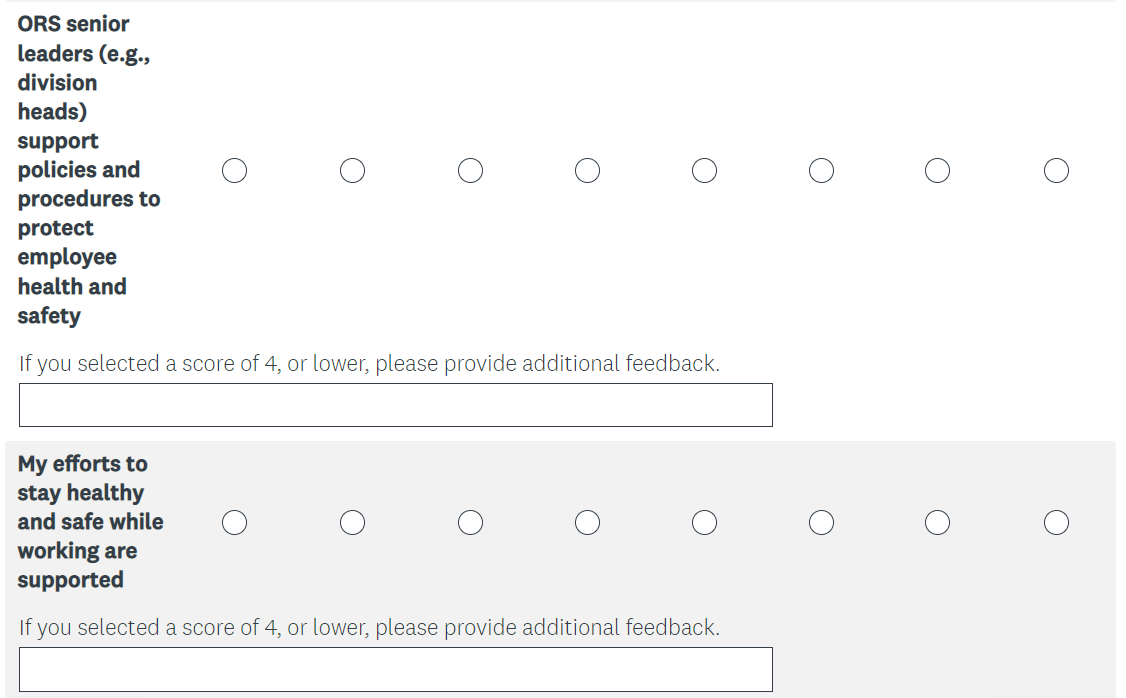 ORS senior
leaders (e.g.,
division
heads)
support
policies and
procedures to
protect
employee
health and
safety
If you selected a score of 4, or lower, please provide additional feedback.
My efforts to
stay healthy
and safe while
working are
supported
If you selected a score of 4, or lower, please provide additional feedback.